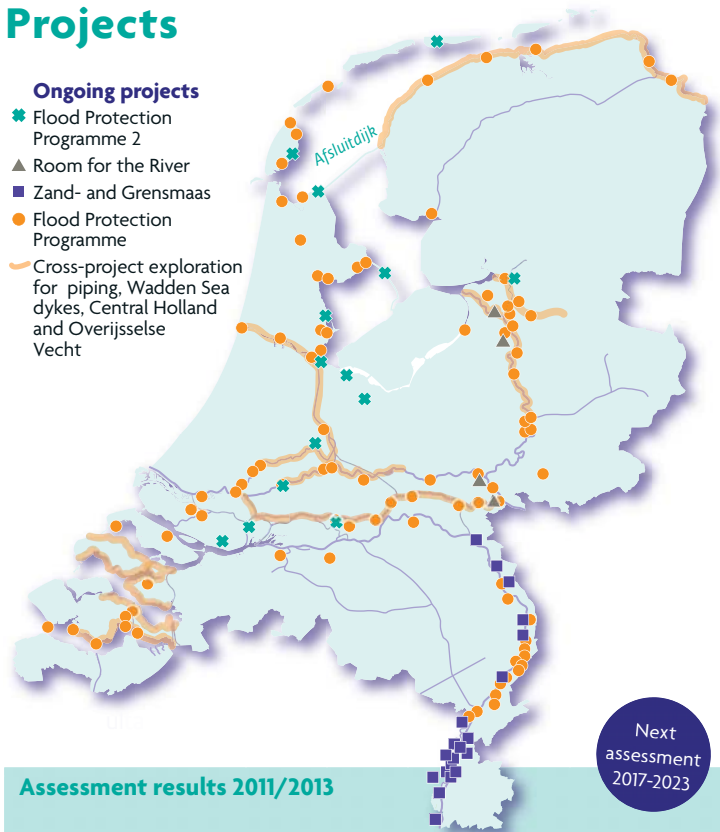 Projects
Ongoing projects
Flood Protection
Programme 2
Room for the River
Zand- and Grensmaas
Flood Protection
Programme
Cross-project exploration
for piping, Wadden Sea
dykes, Central Holland
and Overijsselse
Vecht
Afsluitdijk
Next
assessment
2017-2023
Assessment results 2011/2013